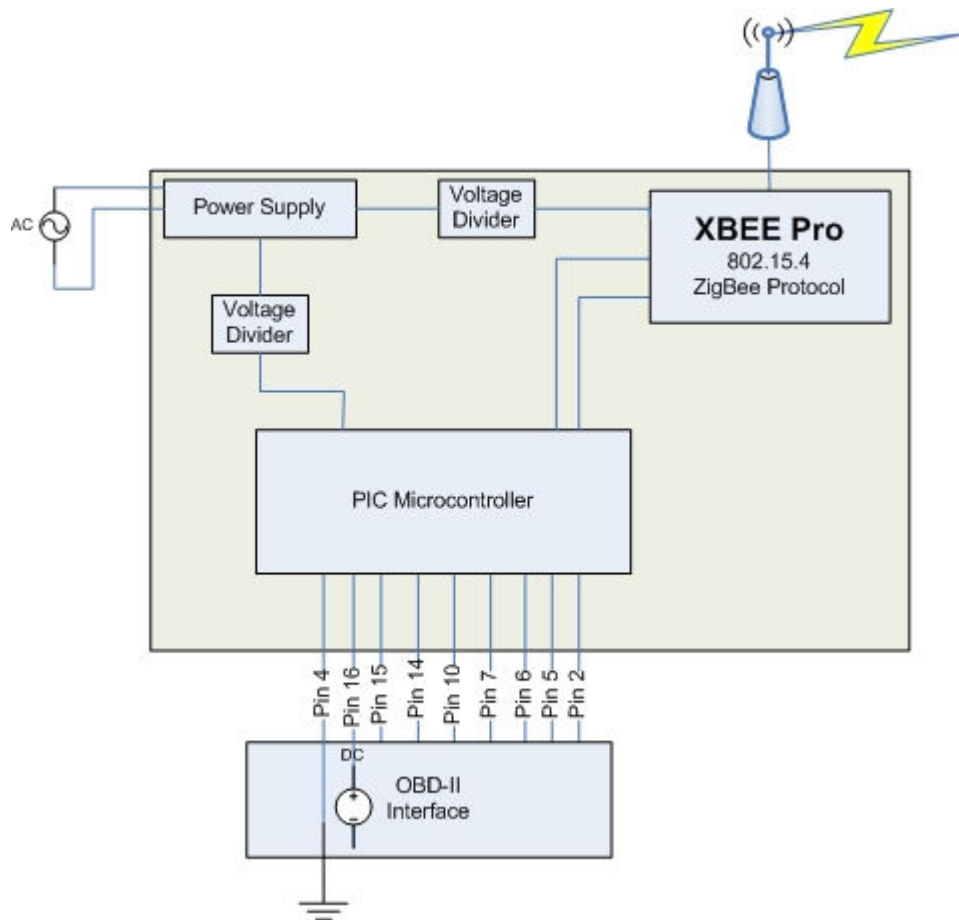 AC
Power Supply
Voltage
Divider
XBEE Pro
802.15.4
ZigBee Protocol
Voltage
Divider
PIC Microcontroller
Pin 4
Pin 16
Pin 15
Pin 14
Pin 10
Pin 7
Pin 6
Pin 5
Pin 2
DC
OBD-II
Interface